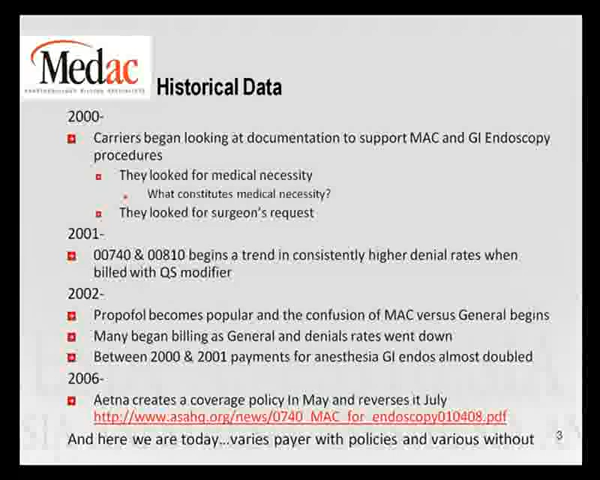 Medac
ANESTHESIOLOGY BILLING SPECIALISTS
Historical Data
2000-
Carriers began looking at documentation to support MAC and GI Endoscopy
procedures
They looked for medical necessity
What constitutes medical necessity?
They looked for surgeon's request
2001-
00740 & 00810 begins a trend in consistently higher denial rates when
billed with QS modifier
2002-
Propofol becomes popular and the confusion of MAC versus General begins
Many began billing as General and denials rates went down
Between 2000 & 2001 payments for anesthesia GI endos almost doubled
2006-
Aetna creates a coverage policy in May and reverses it July
http://www.asahq.org/news/0740_MAC_for_endoscopy010408.pdf
And here we are today...varies payer with policies and various without
3